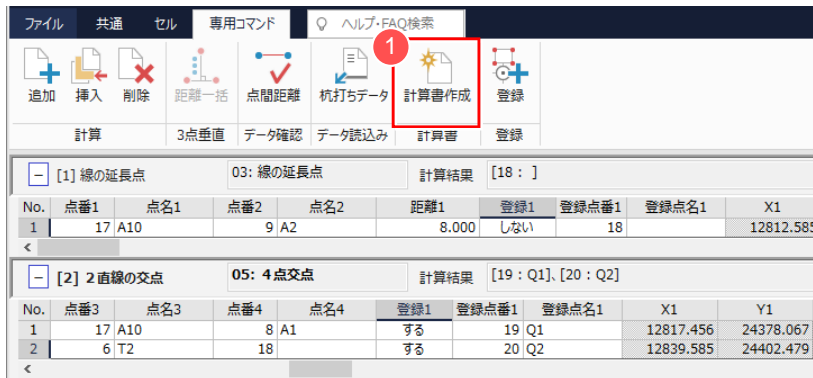 ファイル 共通 セル 専用コマンド ヘルプ・FAQ検索
1
追加 挿入 削除 距離一括 点間距離 杭打ちデータ 計算書作成 登録
計算 3点垂直 データ確認 データ読込み 計算書 登録
[1] 線の延長点 03: 線の延長点 計算結果 [18 : ]
No. 点番1 点名1 点番2 点名2 距離1 登録1 登録点番1 登録点名1 X1
1 17 A10 9 A2 8.000 しない 18 12812.585
[2] 2直線の交点 05: 4点交点 計算結果 [19 : Q1]、[20 : Q2]
No. 点番3 点名3 点番4 点名4 登録1 登録点番1 登録点名1 X1 Y1
1 17 A10 8 A1 する 19 Q1 12817.456 24378.067
2 6 T2 18 する 20 Q2 12839.585 24402.479